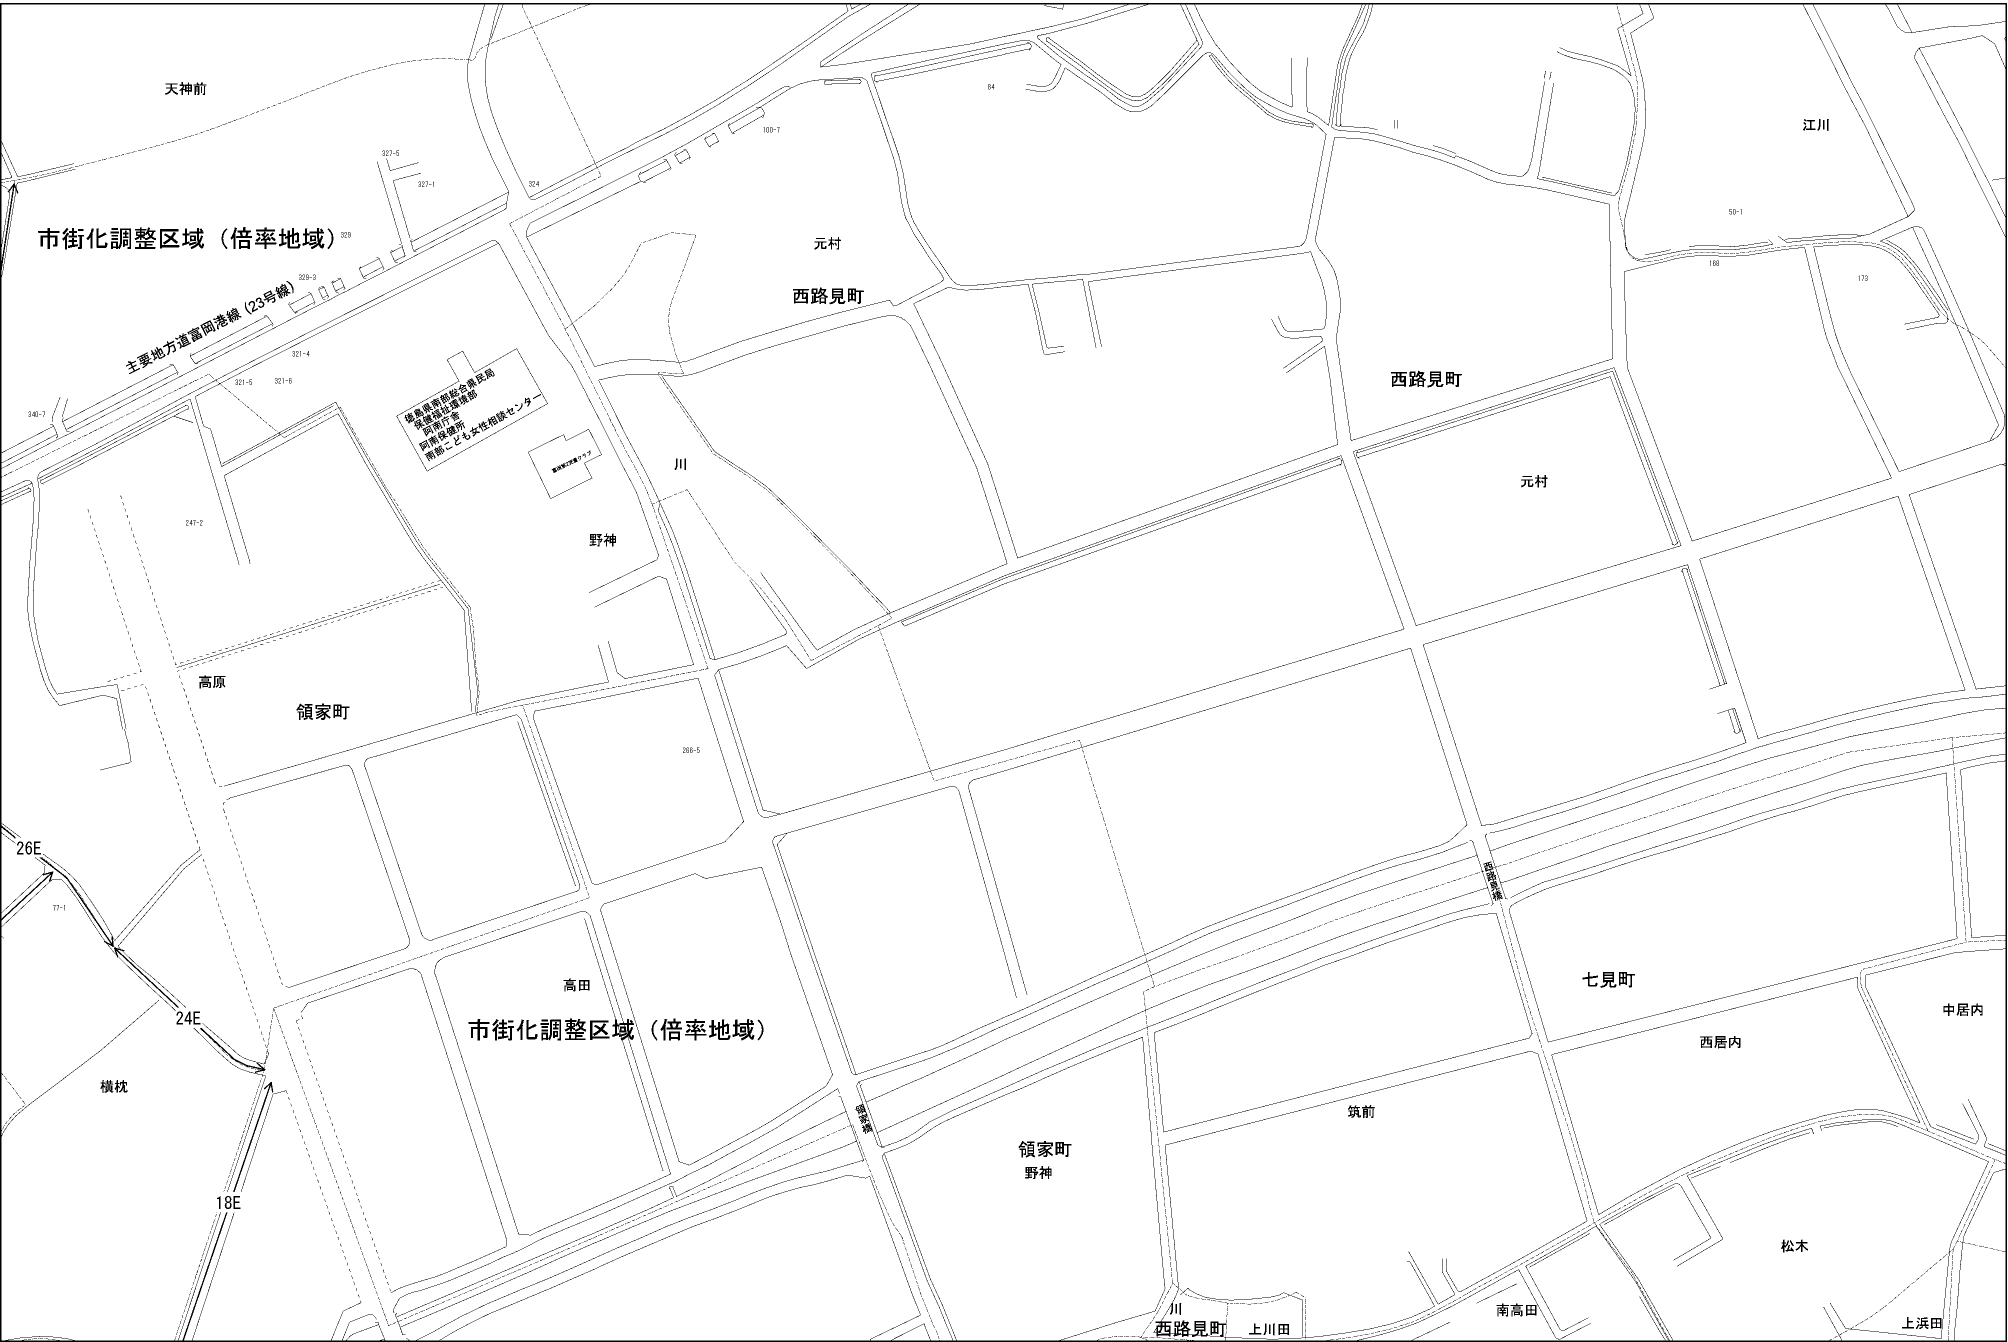 天神前
84
100-7
江川
327-5
327-1
324
50-1
市街化調整区域（倍率地域）
329
元村
168
173
329-3
西路見町
主要地方道富岡港線(23号線)
321-4
321-5
321-6
西路見町
340-7
徳島県南部総合県民局
保健福祉環境部
阿南庁舎
阿南保健所
南部こども女性相談センター
川
元村
247-2
野神
高原
領家町
266-5
26E
西路見橋
77-1
高田
七見町
24E
市街化調整区域（倍率地域）
中居内
西居内
横枕
領家橋
筑前
領家町
野神
18E
松木
川
西路見町
上川田
南高田
上浜田